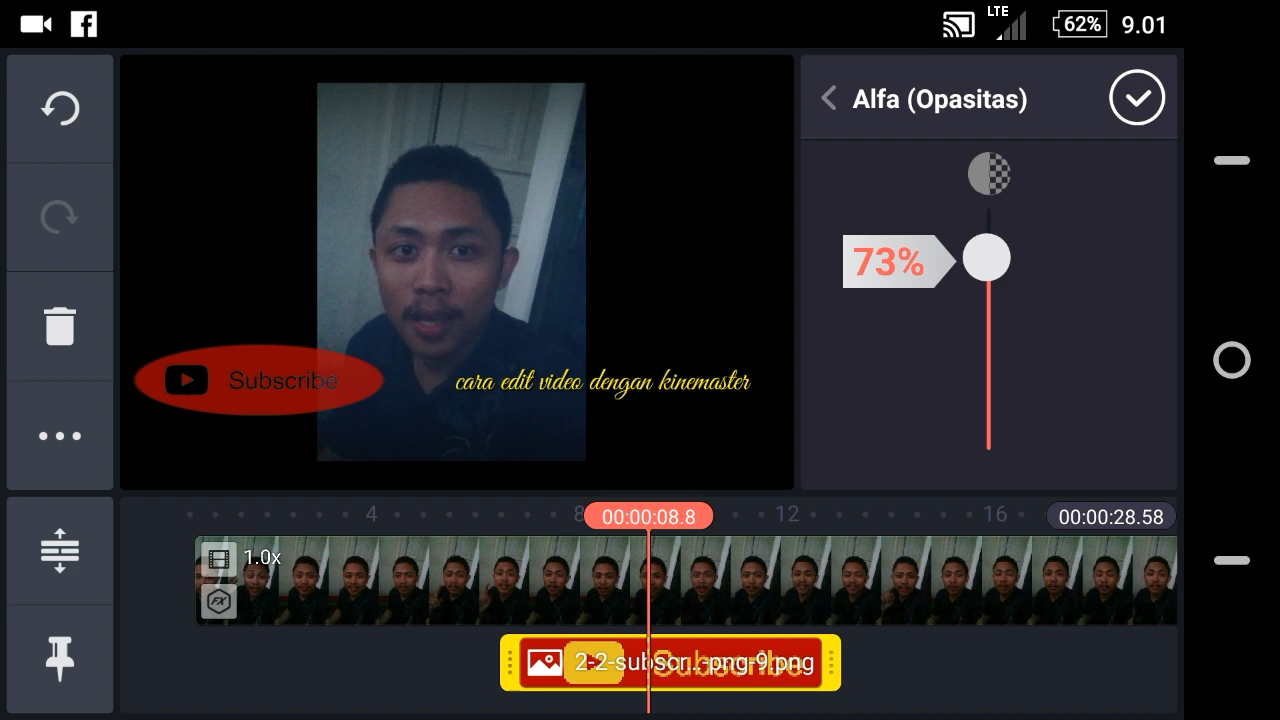 LTE
62%
9.01
Alfa (Opasitas)
73%
Subscribe
cara edit video dengan kinemaster
4
8
00:00:08.8
12
16
00:00:28.58
1.0x
FX
2-2-subscr...-png-9.png
Subscribe